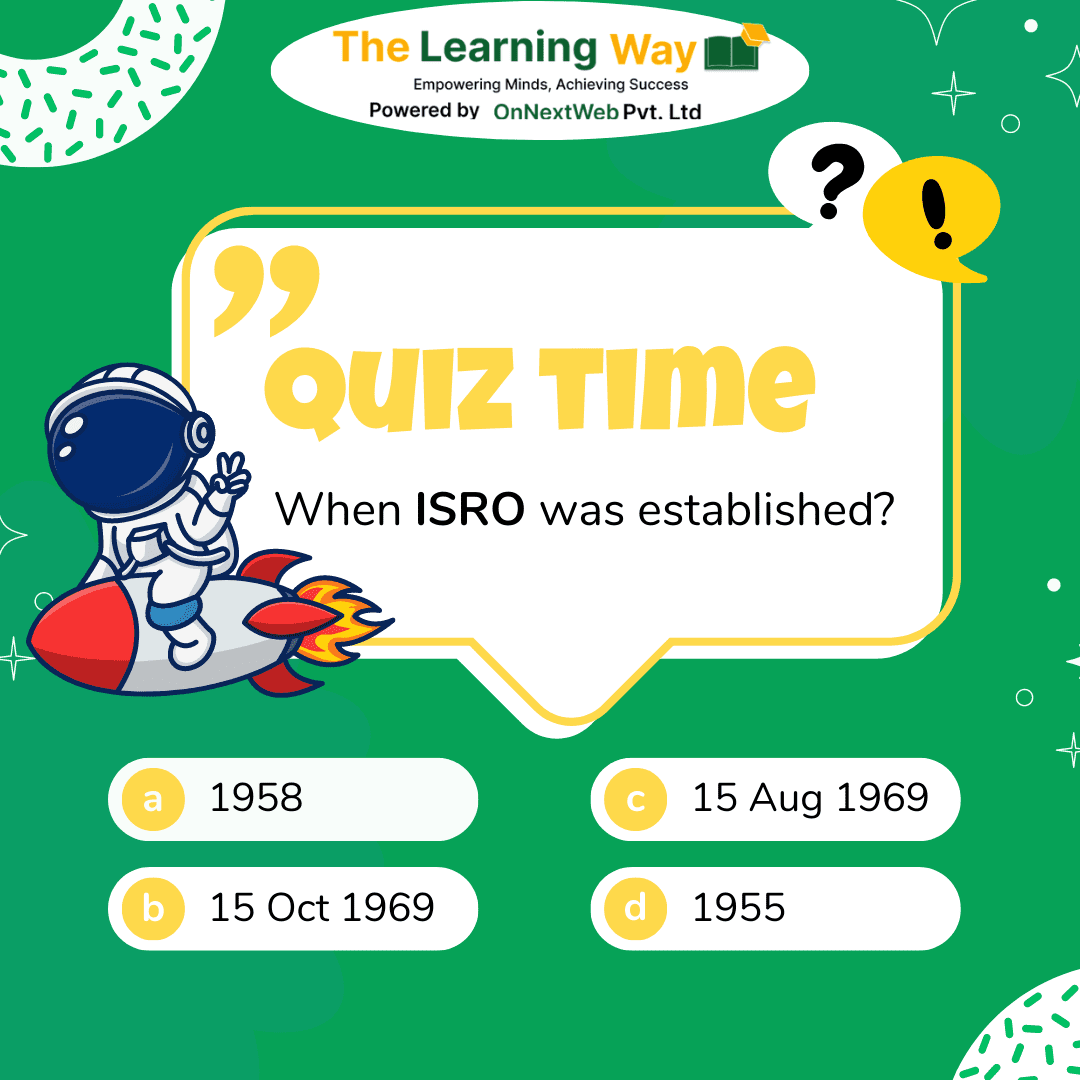 The Learning Way
Empowering Minds, Achieving Success
Powered by OnNextWeb Pvt. Ltd
? !
”
QUIZ TIME
When ISRO was established?
a 1958
b 15 Oct 1969
c 15 Aug 1969
d 1955